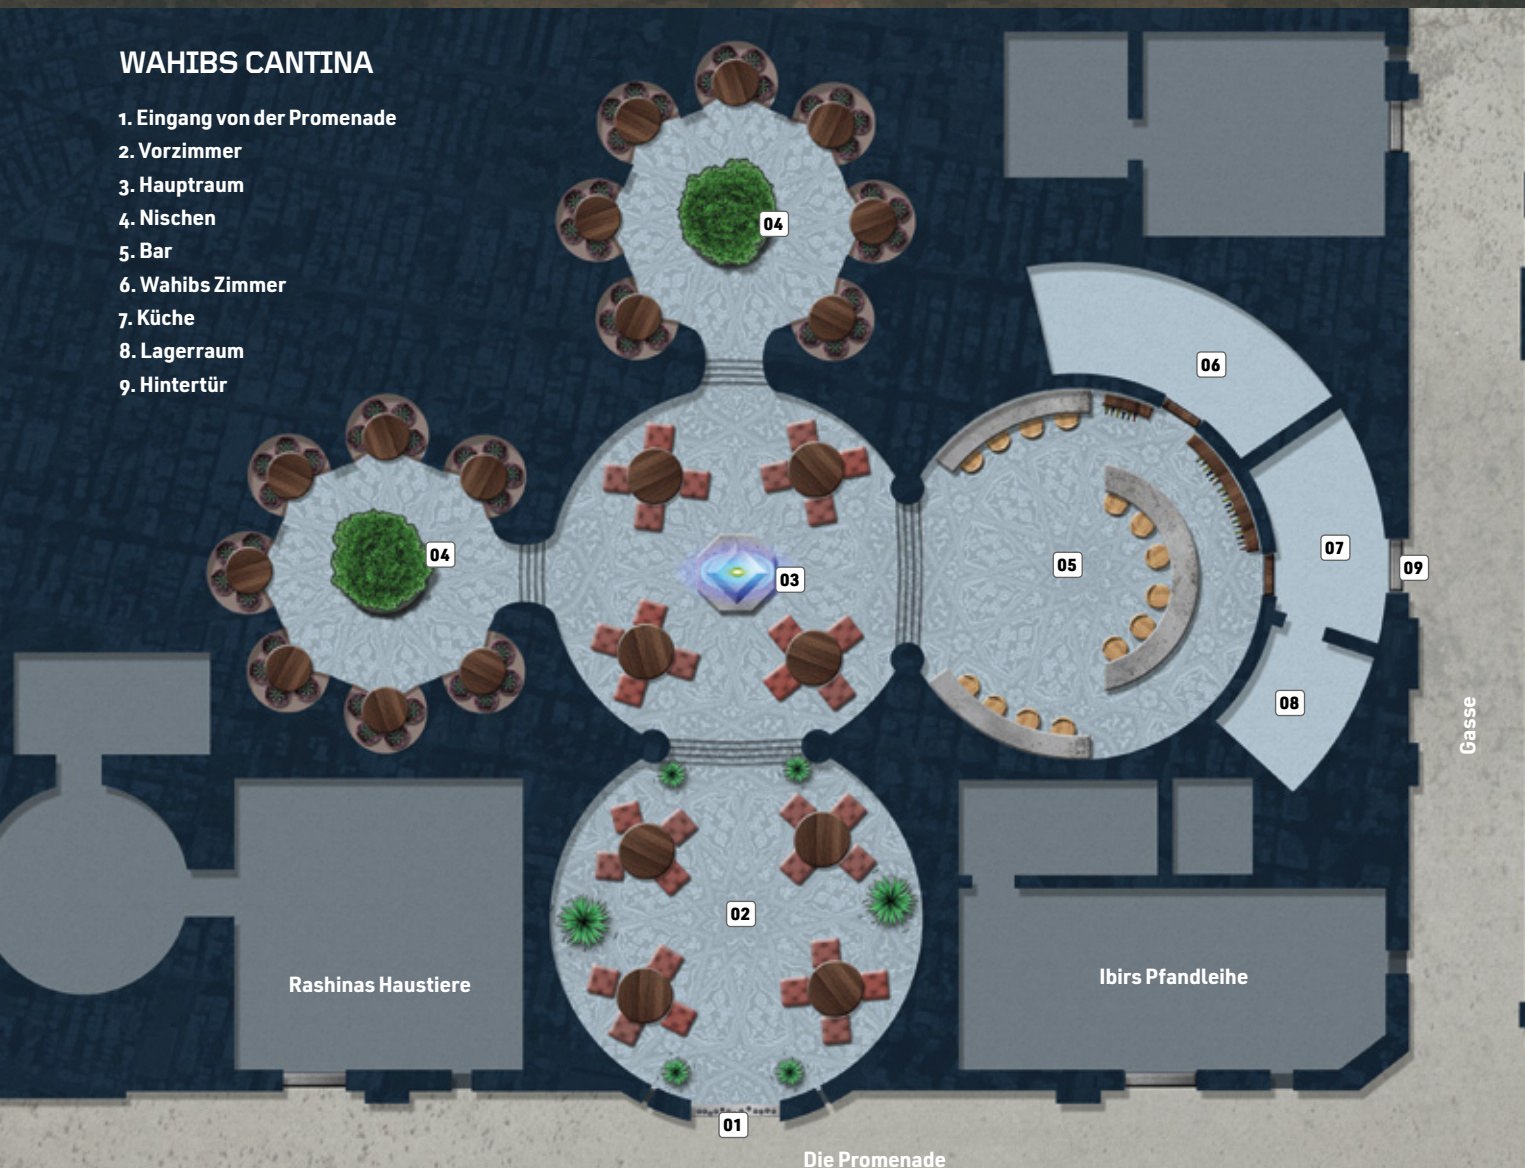 WAHIBS CANTINA
1. Eingang von der Promenade
2. Vorzimmer
3. Hauptraum
4. Nischen
5. Bar
6. Wahibs Zimmer
7. Küche
8. Lagerraum
9. Hintertür
04
06
04
03
05
07
09
08
Gasse
02
Rashinas Haustiere
Ibirs Pfandleihe
01
Die Promenade